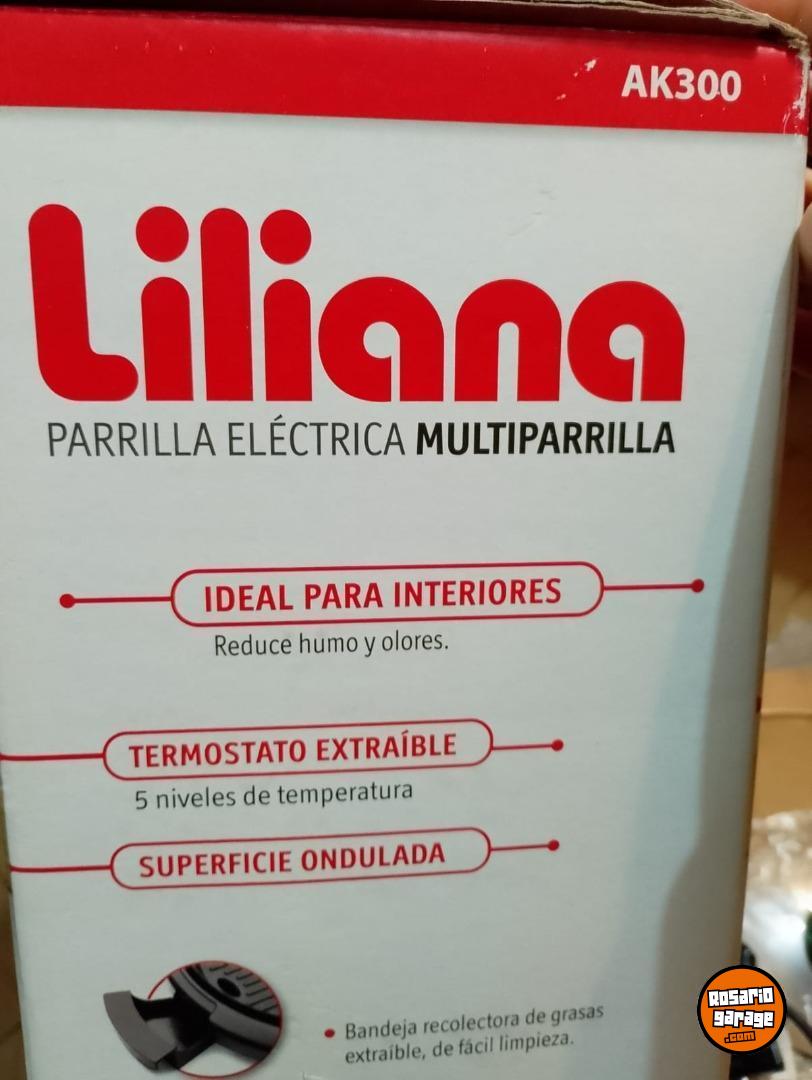 AK300
Liliana
PARRILLA ELÉCTRICA MULTIPARRILLA
IDEAL PARA INTERIORES
Reduce humo y olores.
TERMOSTATO EXTRAÍBLE
5 niveles de temperatura
SUPERFICIE ONDULADA
• Bandeja recolectora de grasas
extraíble, de fácil limpieza.
Rosario
garage
.com